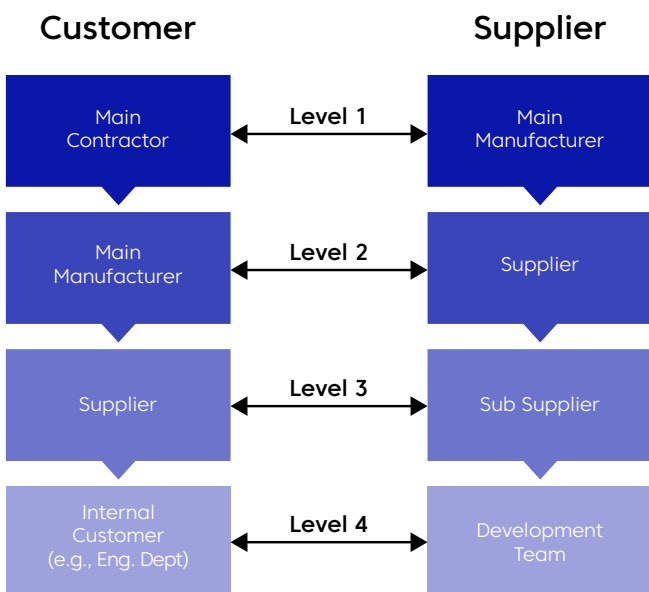 Customer
Supplier
Main
Contractor
Level 1
Main
Manufacturer
Main
Manufacturer
Level 2
Supplier
Supplier
Level 3
Sub Supplier
Internal
Customer
(e.g., Eng. Dept)
Level 4
Development
Team